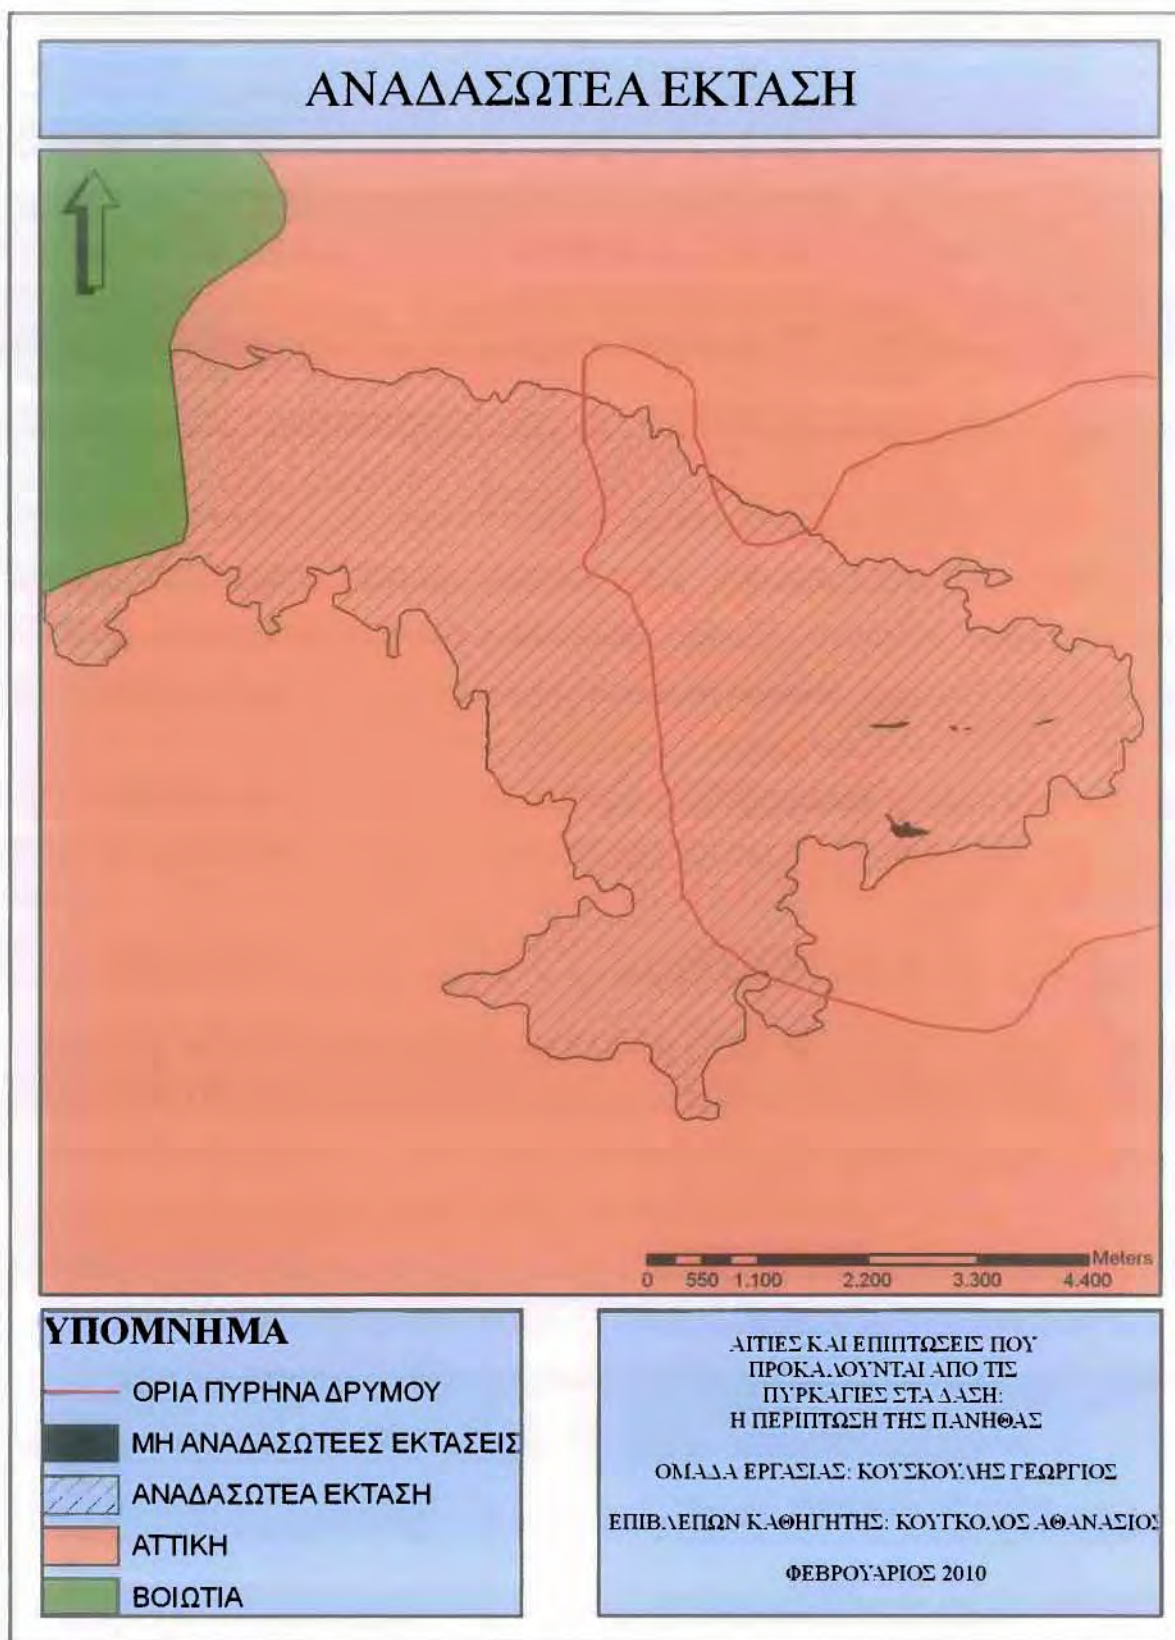 ΑΝΑΔΑΣΩΤΕΑ ΕΚΤΑΣΗ
Meters
0 550 1.100 2.200 3.300 4.400
ΥΠΟΜΝΗΜΑ
ΟΡΙΑ ΠΥΡΗΝΑ ΔΡΥΜΟΥ
ΜΗ ΑΝΑΔΑΣΩΤΕΕΣ ΕΚΤΑΣΕΙΣ
ΑΝΑΔΑΣΩΤΕΑ ΕΚΤΑΣΗ
ΑΤΤΙΚΗ
ΒΟΙΩΤΙΑ
ΑΙΤΙΕΣ ΚΑΙ ΕΠΙΠΤΩΣΕΙΣ ΠΟΥ
ΠΡΟΚΑΛΟΥΝΤΑΙ ΑΠΟ ΤΙΣ
ΠΥΡΚΑΓΙΕΣ ΣΤΑ ΔΑΣΗ:
Η ΠΕΡΙΠΤΩΣΗ ΤΗΣ ΠΑΝΗΘΑΣ
ΟΜΑΔΑ ΕΡΓΑΣΙΑΣ: ΚΟΥΣΚΟΥΛΗΣ ΓΕΩΡΓΙΟΣ
ΕΠΙΒΛΕΠΩΝ ΚΑΘΗΓΗΤΗΣ: ΚΟΥΓΚΟΛΟΣ ΑΘΑΝΑΣΙΟΣ
ΦΕΒΡΟΥΑΡΙΟΣ 2010